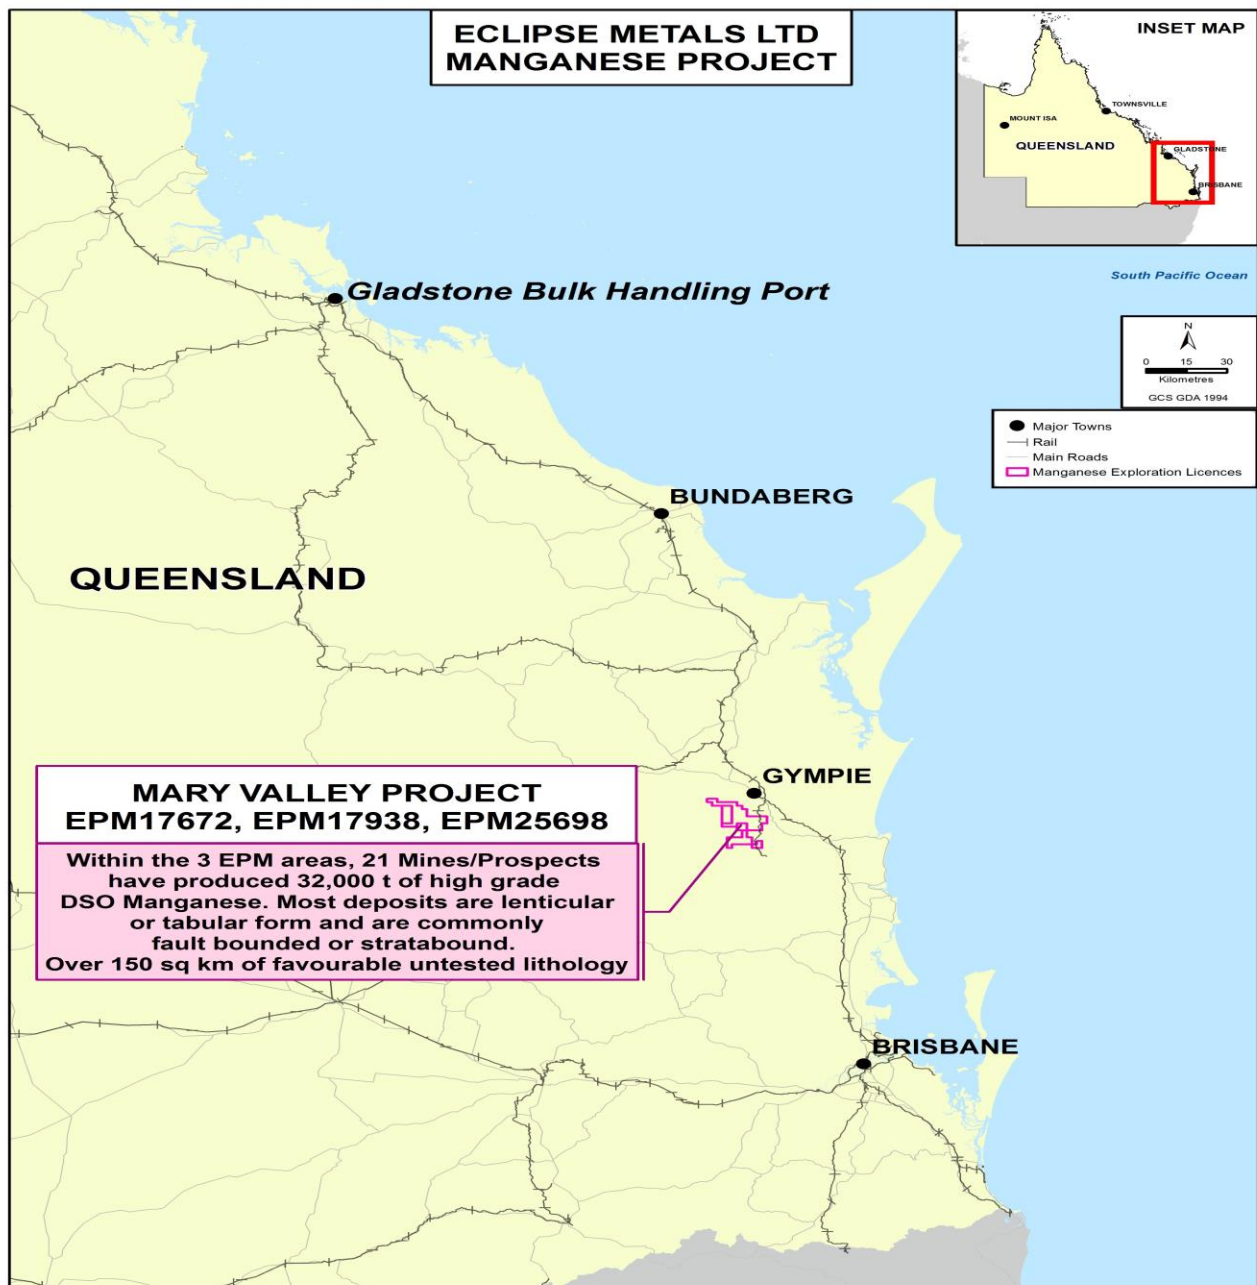 ECLIPSE METALS LTD
MANGANESE PROJECT
INSET MAP
TOWNSVILLE
MOUNT ISA
QUEENSLAND
GLADSTONE
BRISBANE
South Pacific Ocean
Gladstone Bulk Handling Port
N
0 15 30
Kilometres
GCS GDA 1994
Major Towns
Rail
Main Roads
Manganese Exploration Licences
BUNDABERG
QUEENSLAND
GYMPIE
MARY VALLEY PROJECT
EPM17672, EPM17938, EPM25698
Within the 3 EPM areas, 21 Mines/Prospects
have produced 32,000 t of high grade
DSO Manganese. Most deposits are lenticular
or tabular form and are commonly
fault bounded or stratabound.
Over 150 sq km of favourable untested lithology
BRISBANE